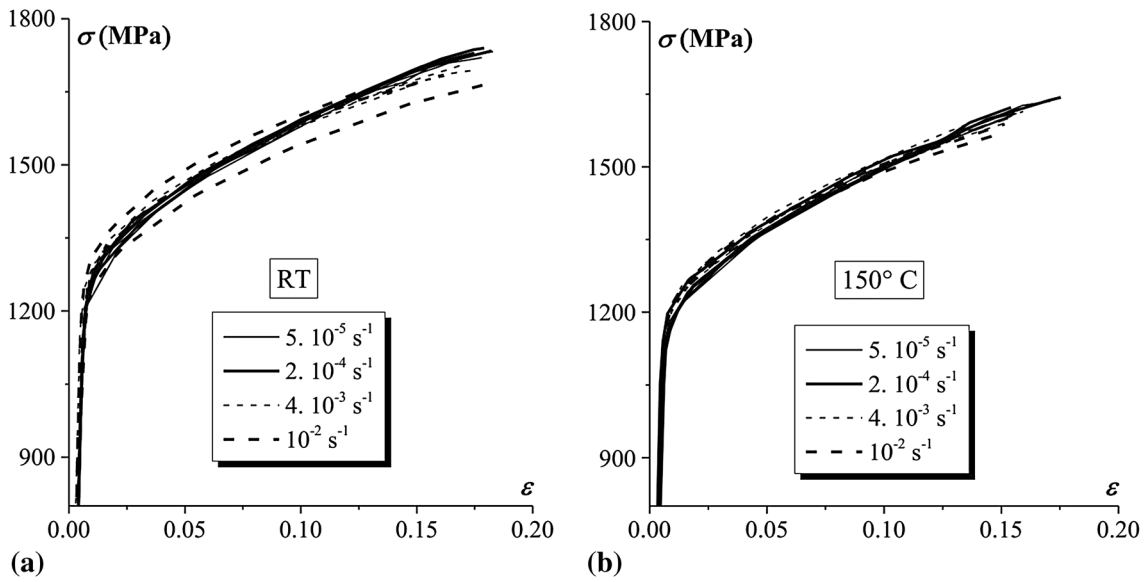 1800
σ (MPa)
1500
1200
900
RT
5. 10⁻⁵ s⁻¹
2. 10⁻⁴ s⁻¹
4. 10⁻³ s⁻¹
10⁻² s⁻¹
ε
0.00 0.05 0.10 0.15 0.20
(a)
1800
σ (MPa)
1500
1200
900
150° C
5. 10⁻⁵ s⁻¹
2. 10⁻⁴ s⁻¹
4. 10⁻³ s⁻¹
10⁻² s⁻¹
ε
0.00 0.05 0.10 0.15 0.20
(b)